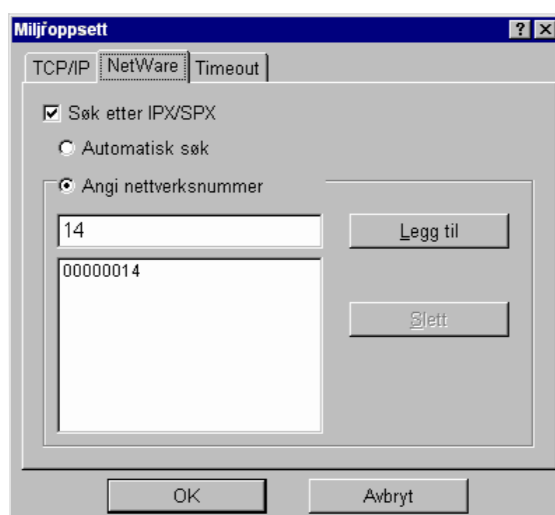 Miljřoppsett
TCP/IP NetWare Timeout
Søk etter IPX/SPX
Automatisk søk
Angi nettverksnummer
14 Legg til
00000014
Slett
OK Avbryt